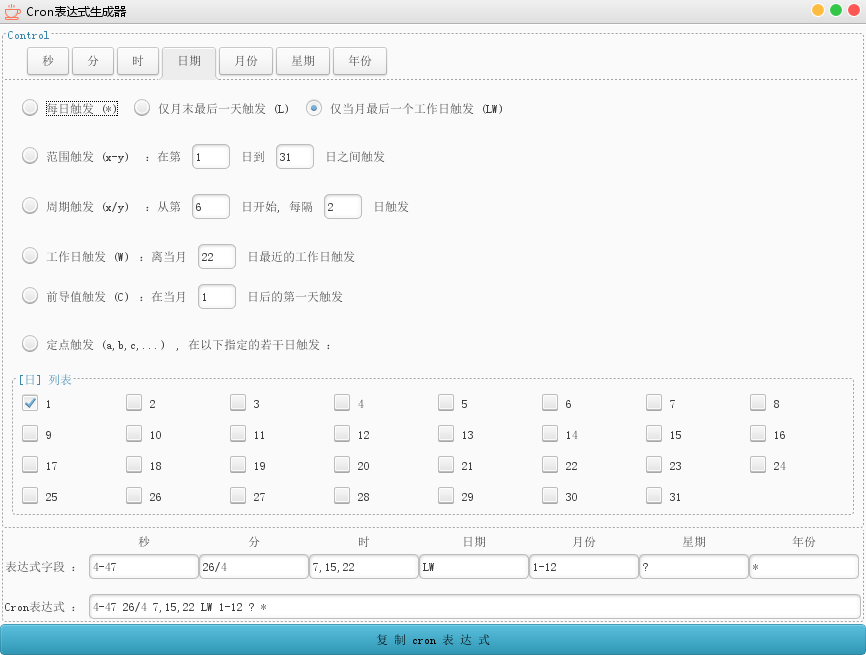 Cron表达式生成器
Control
秒 分 时 日期 月份 星期 年份
每日触发 (*) 仅月末最后一天触发 (L) 仅当月最后一个工作日触发 (LW)
范围触发 (x-y) : 在第 1 日到 31 日之间触发
周期触发 (x/y) : 从第 6 日开始, 每隔 2 日触发
工作日触发 (W) : 离当月 22 日最近的工作日触发
前导值触发 (C) : 在当月 1 日后的第一天触发
定点触发 (a,b,c,...) , 在以下指定的若干日触发 :
[日] 列表
1 2 3 4 5 6 7 8
9 10 11 12 13 14 15 16
17 18 19 20 21 22 23 24
25 26 27 28 29 30 31
秒 分 时 日期 月份 星期 年份
表达式字段 : 4-47 26/4 7,15,22 LW 1-12 ? *
Cron表达式 : 4-47 26/4 7,15,22 LW 1-12 ? *
复 制 cron 表 达 式